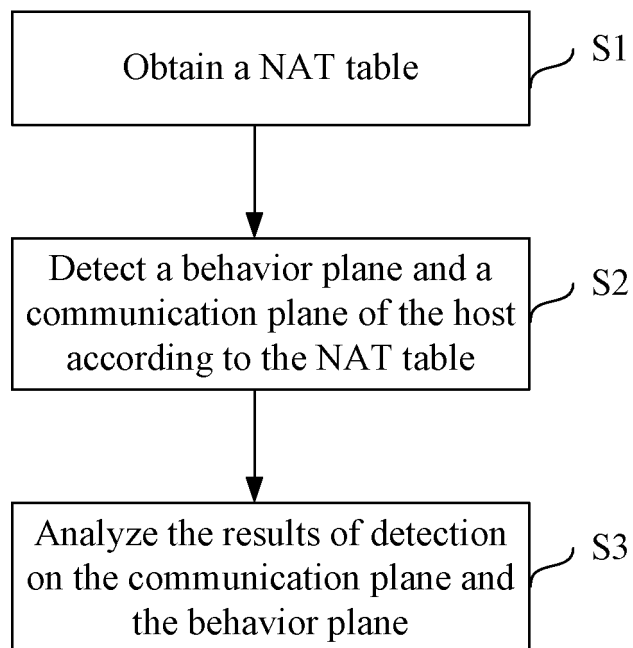 Obtain a NAT table
S1
Detect a behavior plane and a
communication plane of the host
according to the NAT table
S2
Analyze the results of detection
on the communication plane and
the behavior plane
S3